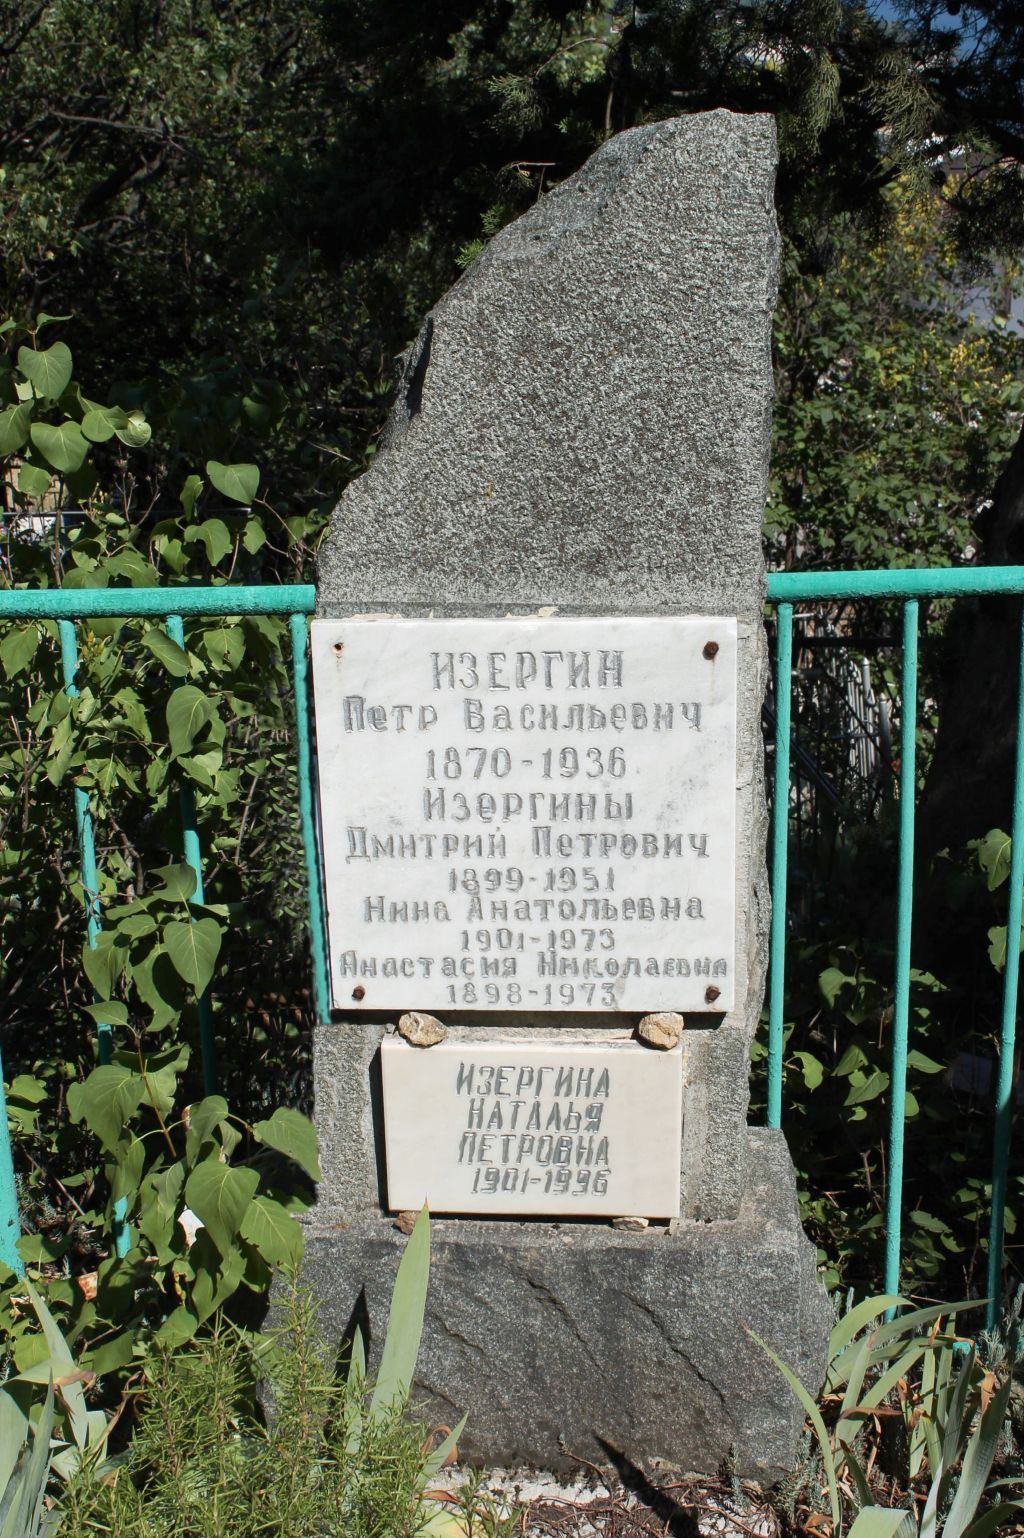 ИЗЕРГИН
Петр Васильевич
1870-1936
Изергины
Дмитрий Петрович
1899-1951
Нина Анатольевна
1901-1973
Анастасия Николаевна
1898-1973
ИЗЕРГИНА
НАТАЛЬЯ
ПЕТРОВНА
1901-1996